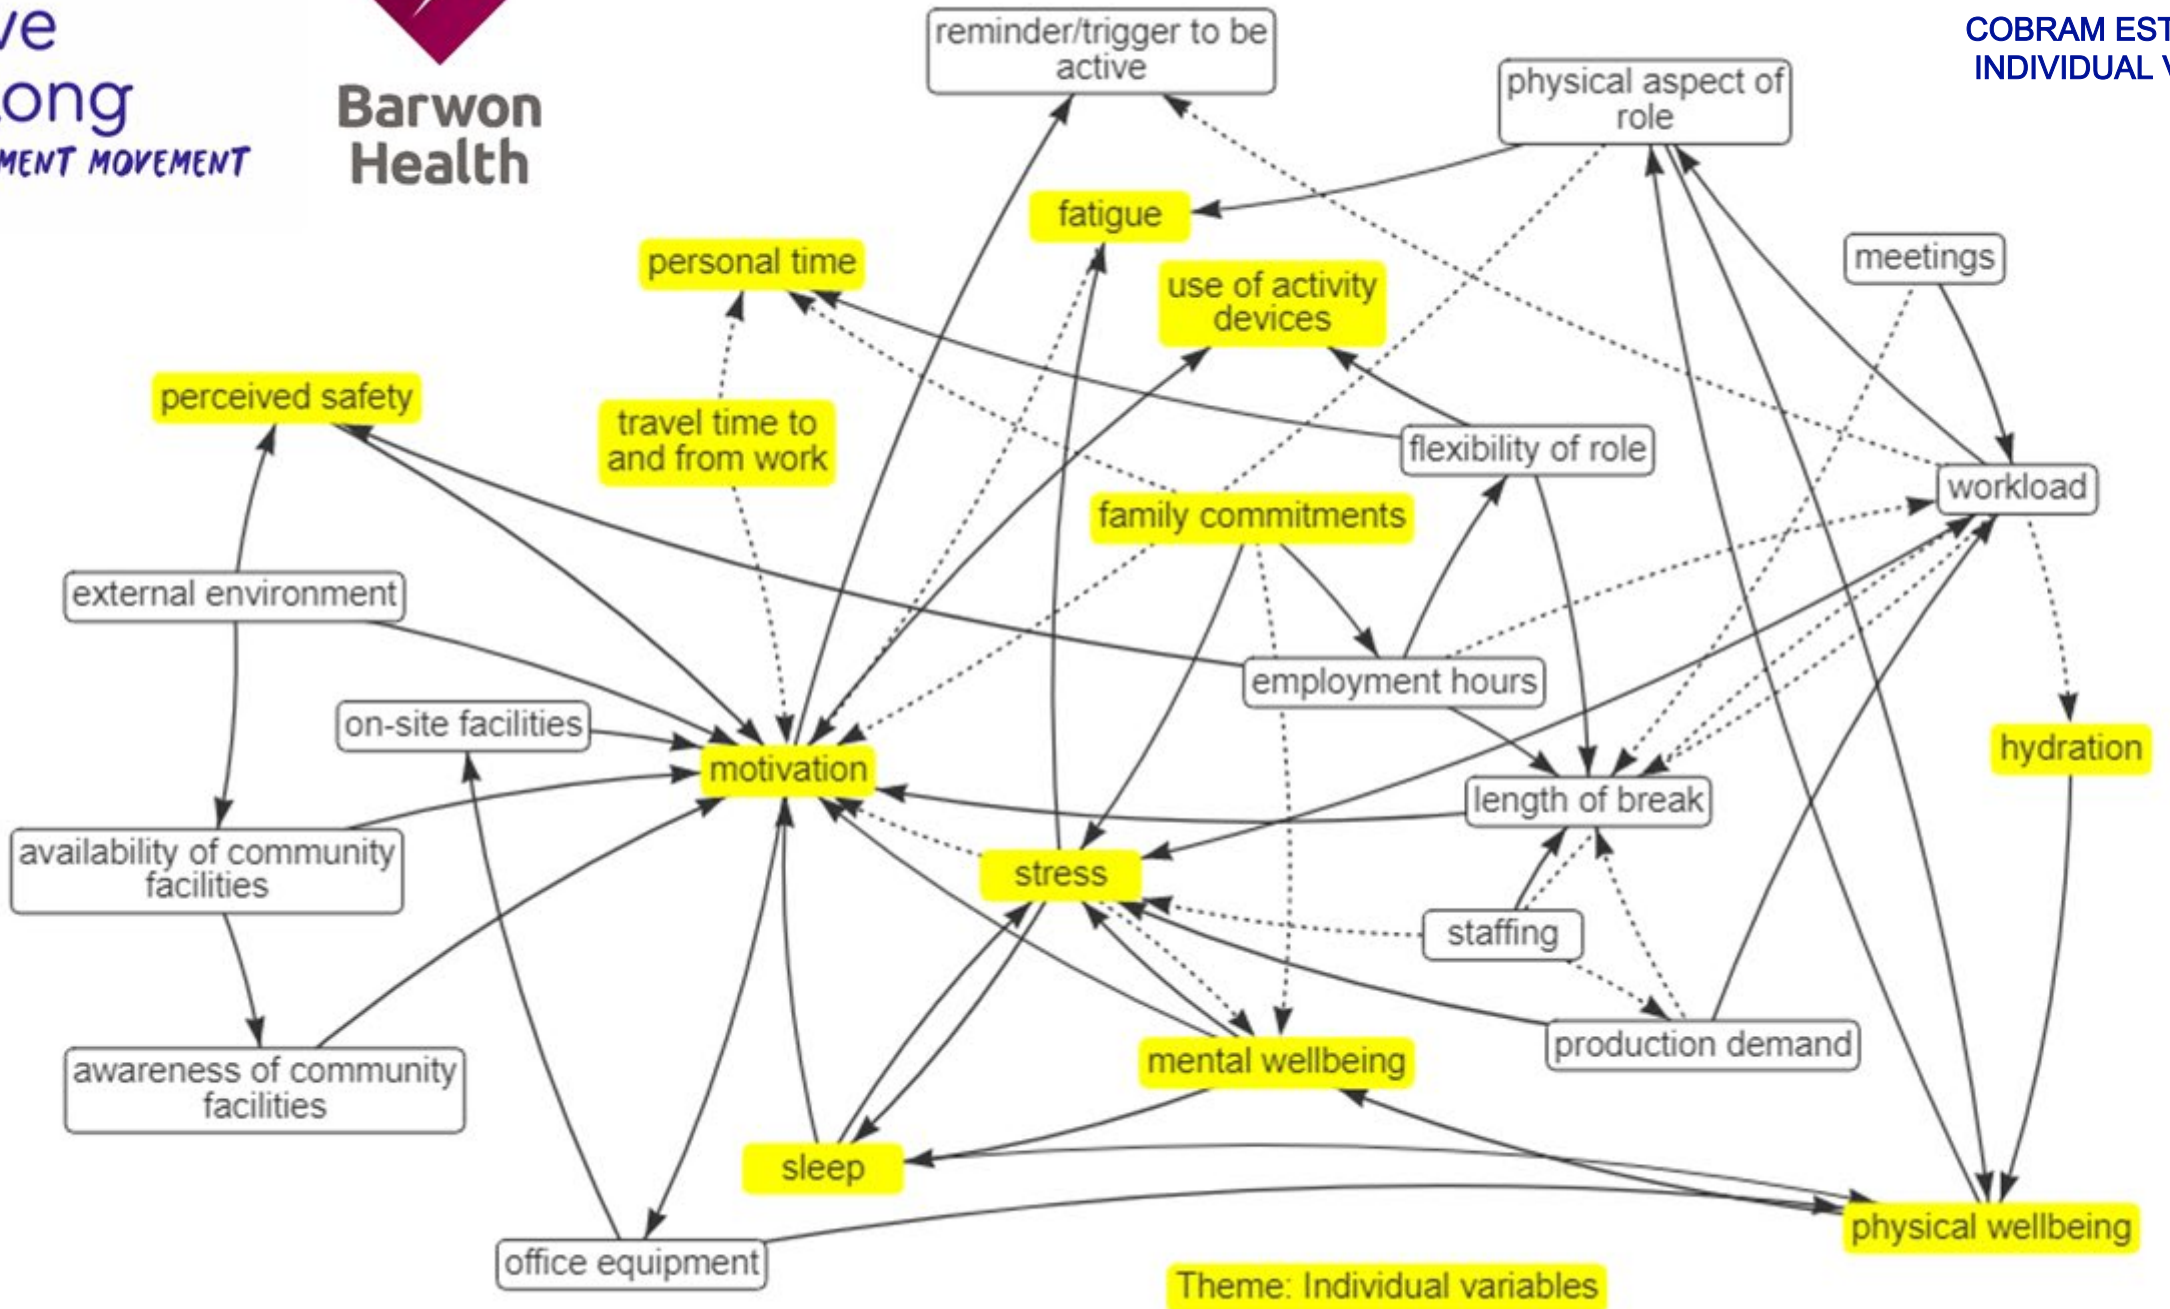 MENT MOVEMENT
Barwon
Health
COBRAM EST
INDIVIDUAL V
reminder/trigger to be
active
physical aspect of
role
fatigue
meetings
personal time
use of activity
devices
perceived safety
travel time to
and from work
flexibility of role
workload
family commitments
external environment
employment hours
on-site facilities
hydration
motivation
length of break
availability of community
facilities
stress
staffing
production demand
mental wellbeing
awareness of community
facilities
sleep
physical wellbeing
office equipment
Theme: Individual variables